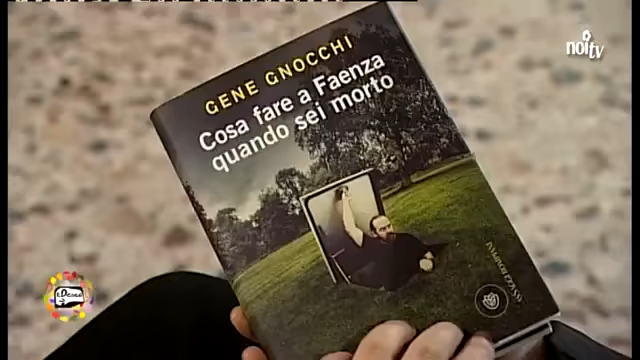 GENE GNOCCHI
Cosa fare a Faenza
quando sei morto
noitv